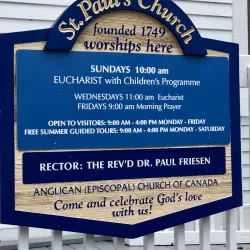 St. Paul's Church
founded 1749
worships here
SUNDAYS 10:00 am
EUCHARIST with Children's Programme
WEDNESDAYS 11:00 am Eucharist
FRIDAYS 9:00 am Morning Prayer
OPEN TO VISITORS: 9:00 AM - 4:00 PM MONDAY - FRIDAY
FREE SUMMER GUIDED TOURS: 9:00 AM - 4:00 PM MONDAY - SATURDAY
RECTOR: THE REV'D DR. PAUL FRIESEN
ANGLICAN (EPISCOPAL) CHURCH OF CANADA
Come and celebrate God's love
with us!